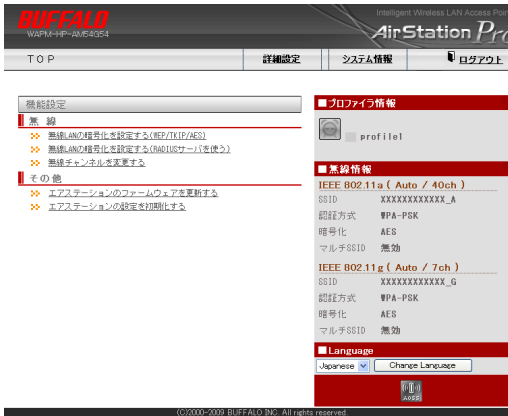 BUFFALO
WAPM-HP-AM54G54
Intelligent Wireless LAN Access Poin
AirStation Pro
TOP
詳細設定
システム情報
ログアウト
機能設定
無 線
無線LANの暗号化を設定する(WEP/TKIP/AES)
無線LANの暗号化を設定する(RADIUSサーバを使う)
無線チャンネルを変更する
その他
エアステーションのファームウェアを更新する
エアステーションの設定を初期化する
■プロファイラ情報
profile1
■無線情報
IEEE 802.11a ( Auto / 40ch )
SSID XXXXXXXXXXXX_A
認証方式 WPA-PSK
暗号化 AES
マルチSSID 無効
IEEE 802.11g ( Auto / 7ch )
SSID XXXXXXXXXXXX_G
認証方式 WPA-PSK
暗号化 AES
マルチSSID 無効
■Language
Japanese Change Language
AOSS
(C)2000-2009 BUFFALO INC. All rights reserved.